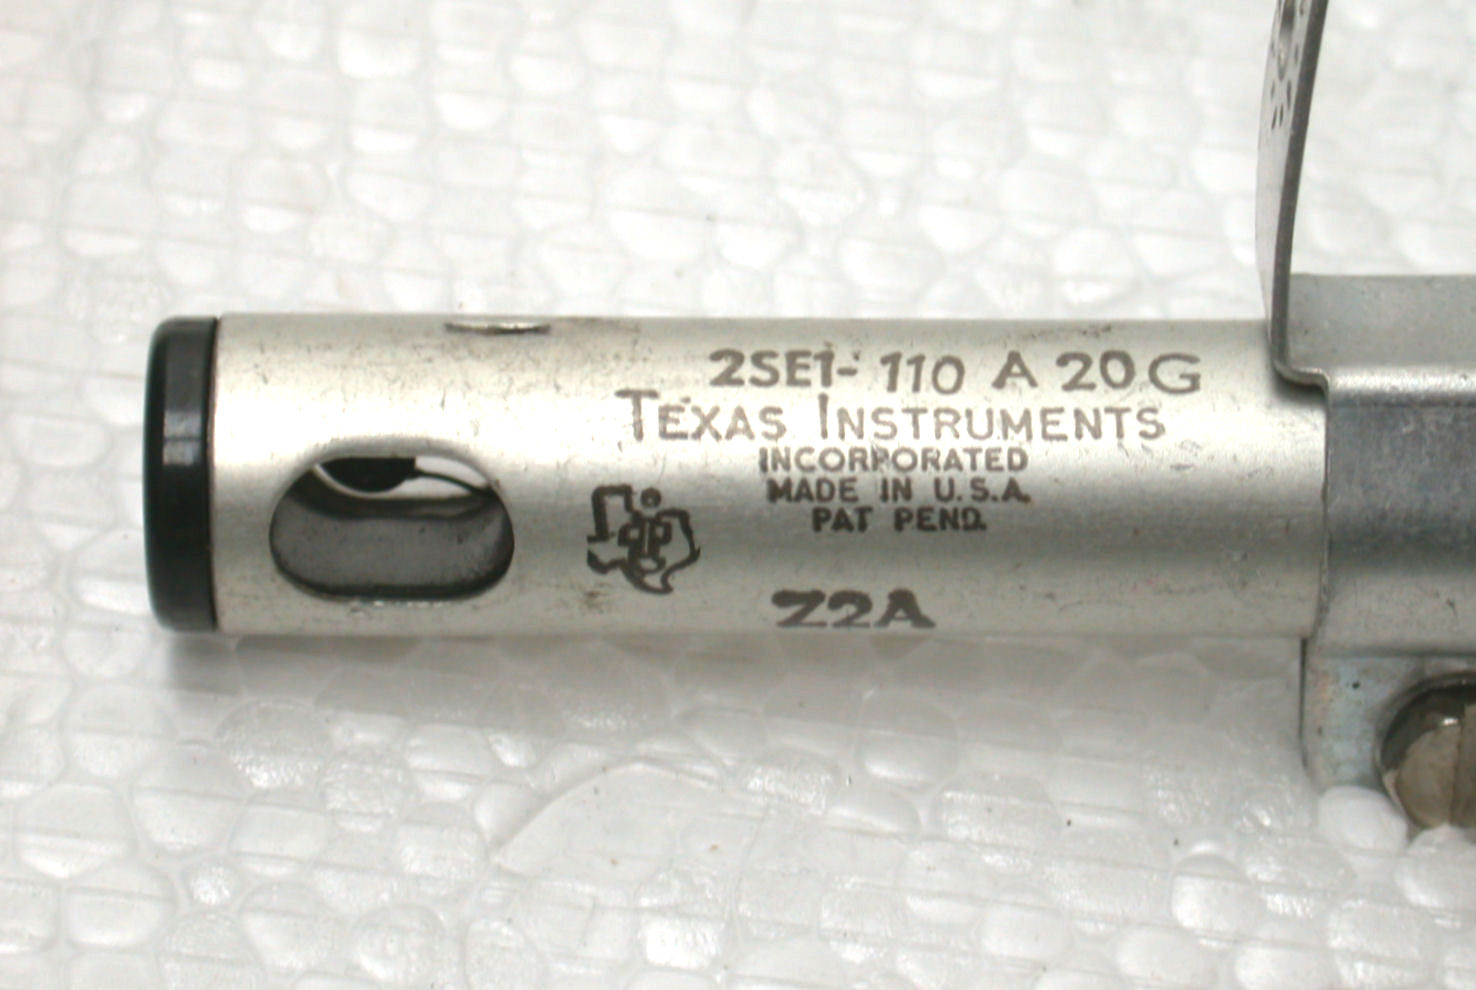 2SE1-110 A 20G
TEXAS INSTRUMENTS
INCORPORATED
MADE IN U.S.A.
PAT PEND.
Z2A